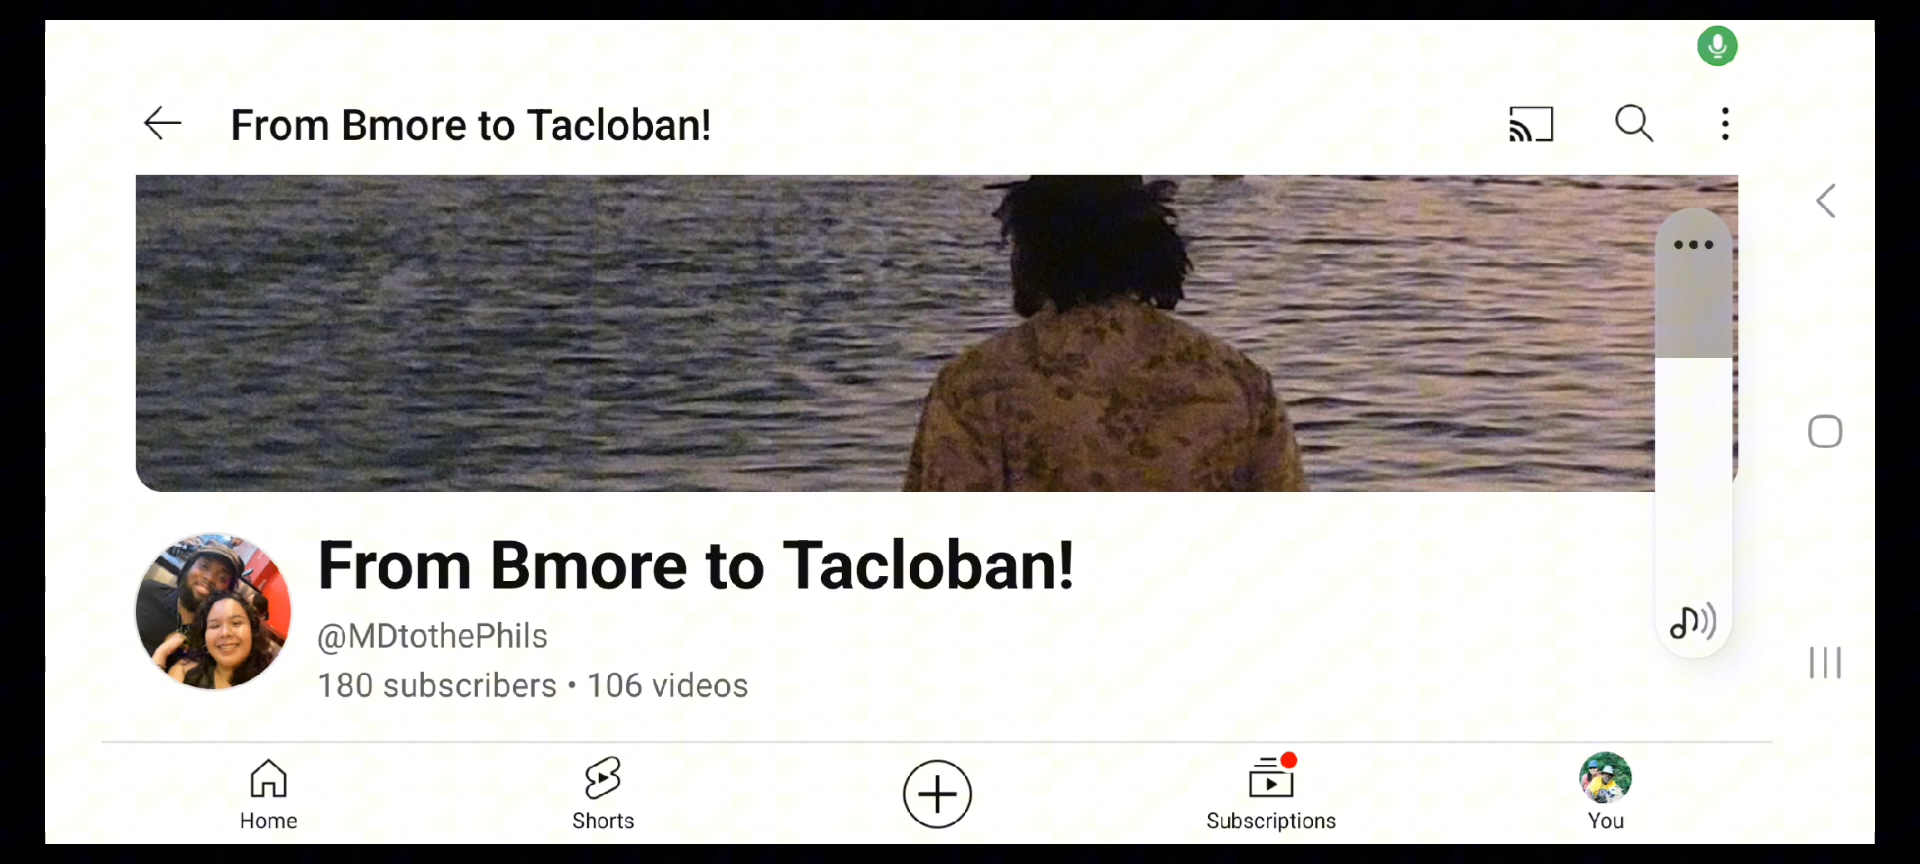 From Bmore to Tacloban!
From Bmore to Tacloban!
@MDtothePhils
180 subscribers • 106 videos
Home
Shorts
Subscriptions
You